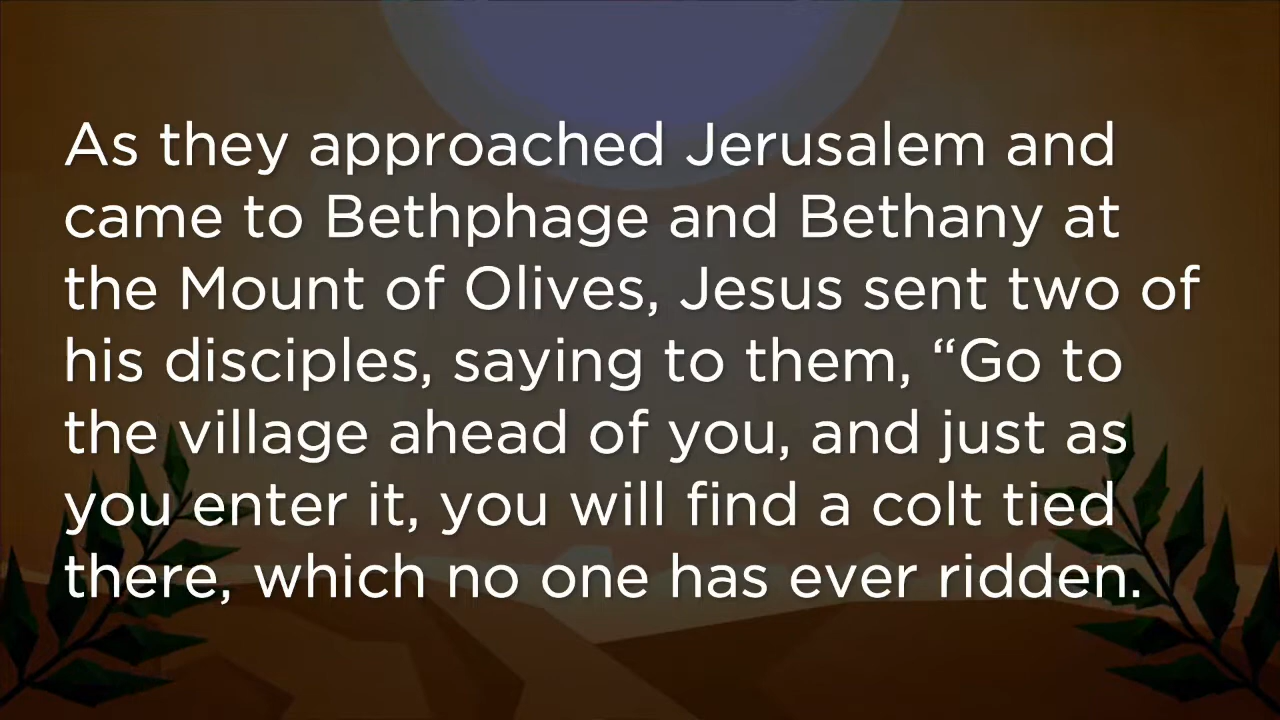 As they approached Jerusalem and
came to Bethphage and Bethany at
the Mount of Olives, Jesus sent two of
his disciples, saying to them, “Go to
the village ahead of you, and just as
you enter it, you will find a colt tied
there, which no one has ever ridden.